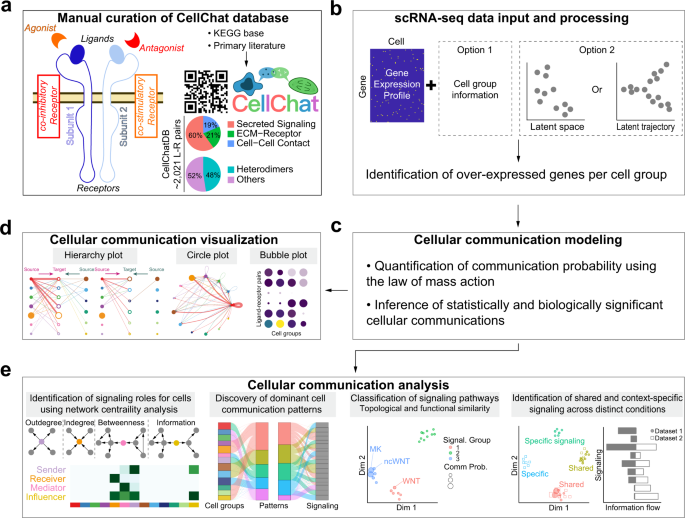 a
Manual curation of CellChat database
Agonist
Ligands
Antagonist
• KEGG base
• Primary literature
co-inhibitory
Receptor
Subunit 1
Subunit 2
co-stimulatory
Receptor
Receptors
CellChat
CellChatDB
~2,021 L-R pairs
19%
60%
21%
Secreted Signaling
ECM-Receptor
Cell-Cell Contact
52%
48%
Heterodimers
Others
b
scRNA-seq data input and processing
Cell
Gene
Gene
Expression
Profile
Option 1
Cell group
information
Option 2
Or
Latent space
Latent trajectory
Identification of over-expressed genes per cell group
d
Cellular communication visualization
Hierarchy plot
Circle plot
Bubble plot
Source
Target
Source
Source
Target
Source
Ligand-receptor pairs
Cell groups
c
Cellular communication modeling
• Quantification of communication probability using
the law of mass action
• Inference of statistically and biologically significant
cellular communications
e
Cellular communication analysis
Identification of signaling roles for cells
using network centraility analysis
Outdegree
Indegree
Betweenness
Information
Sender
Receiver
Mediator
Influencer
Discovery of dominant cell
communication patterns
Cell groups
Patterns
Signaling
Classification of signaling pathways
Topological and functional similarity
Dim 2
Dim 1
MK
ncWNT
WNT
Signal. Group
1
2
3
Comm Prob.
Identification of shared and context-specific
signaling across distinct conditions
Dim 2
Dim 1
Specific signaling
Specific
Shared
Shared
Signaling
Dataset 1
Dataset 2
Information flow